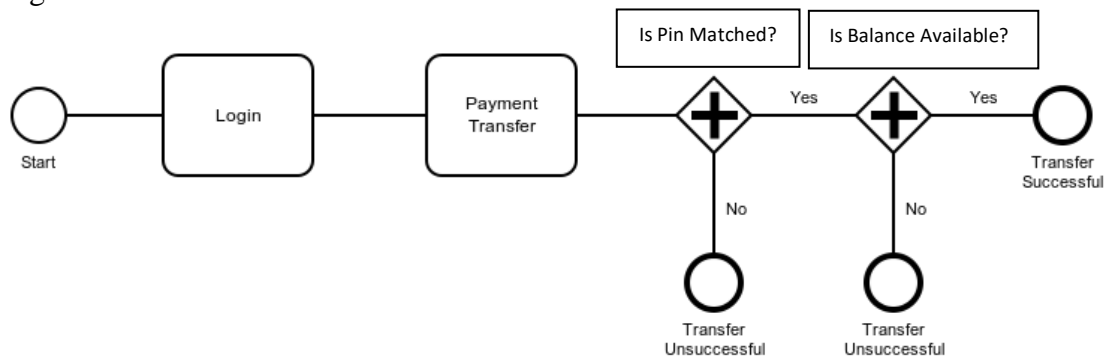 Is Pin Matched?
Is Balance Available?
Login
Payment
Transfer
Yes
Yes
Start
Transfer
Successful
No
No
Transfer
Unsuccessful
Transfer
Unsuccessful